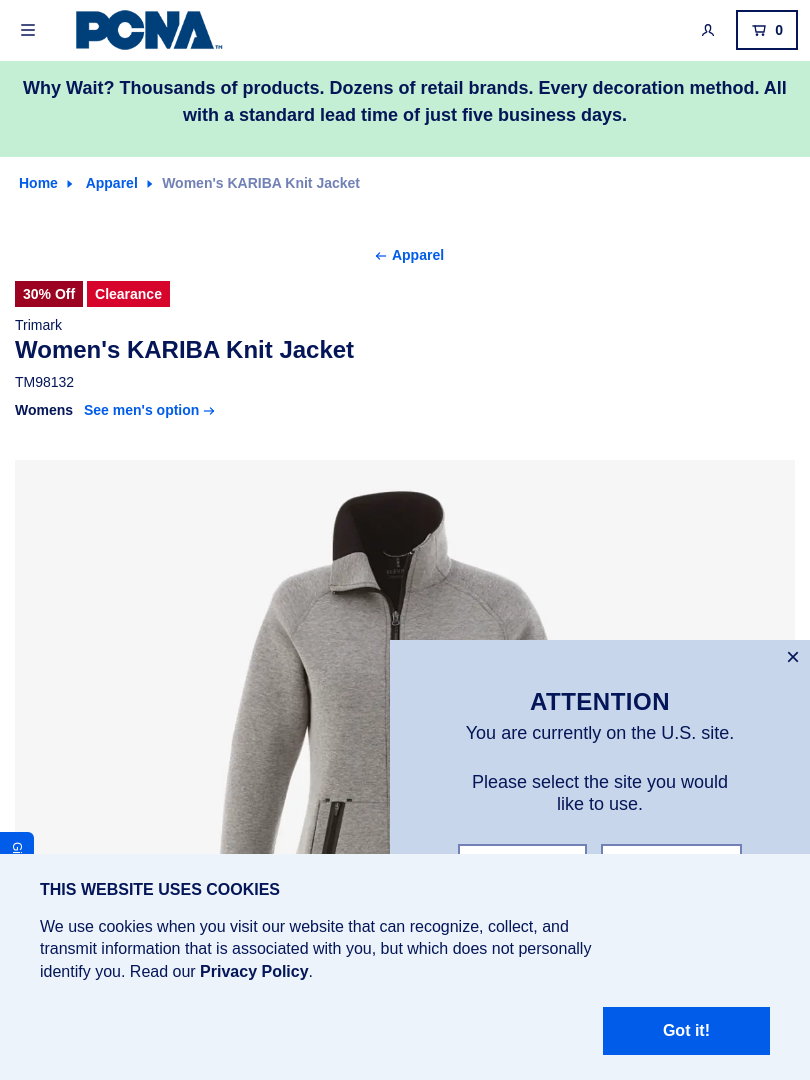 PCNA™
0
Why Wait? Thousands of products. Dozens of retail brands. Every decoration method. All
with a standard lead time of just five business days.
Home Apparel Women's KARIBA Knit Jacket
Apparel
30% Off Clearance
Trimark
Women's KARIBA Knit Jacket
TM98132
Womens See men's option
ATTENTION
You are currently on the U.S. site.
Please select the site you would
like to use.
THIS WEBSITE USES COOKIES
We use cookies when you visit our website that can recognize, collect, and
transmit information that is associated with you, but which does not personally
identify you. Read our Privacy Policy.
Got it!